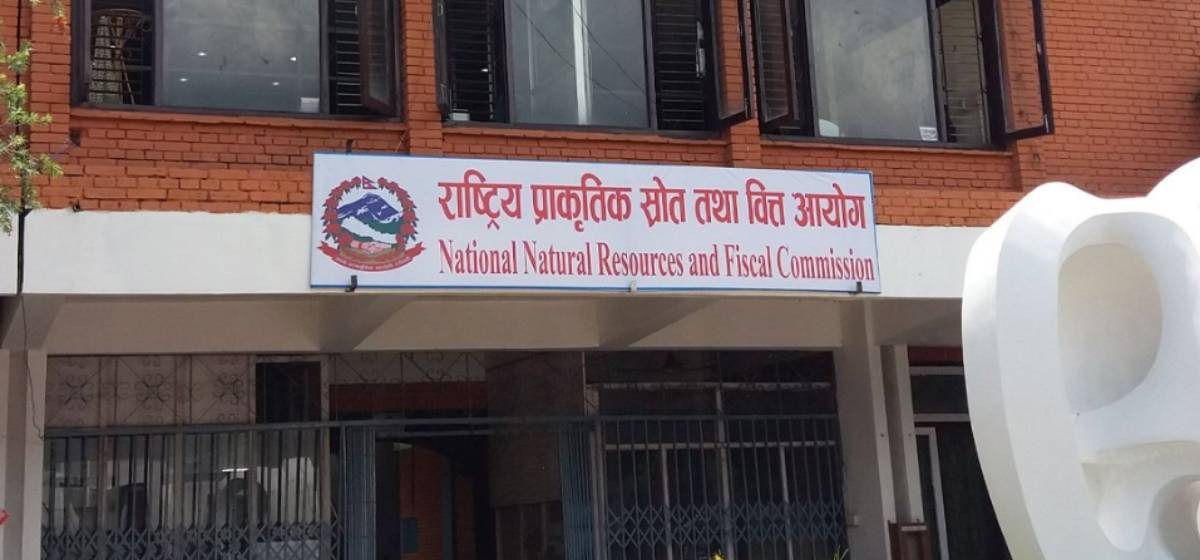 राष्ट्रिय प्राकृतिक स्रोत तथा वित्त आयोग
National Natural Resources and Fiscal Commission